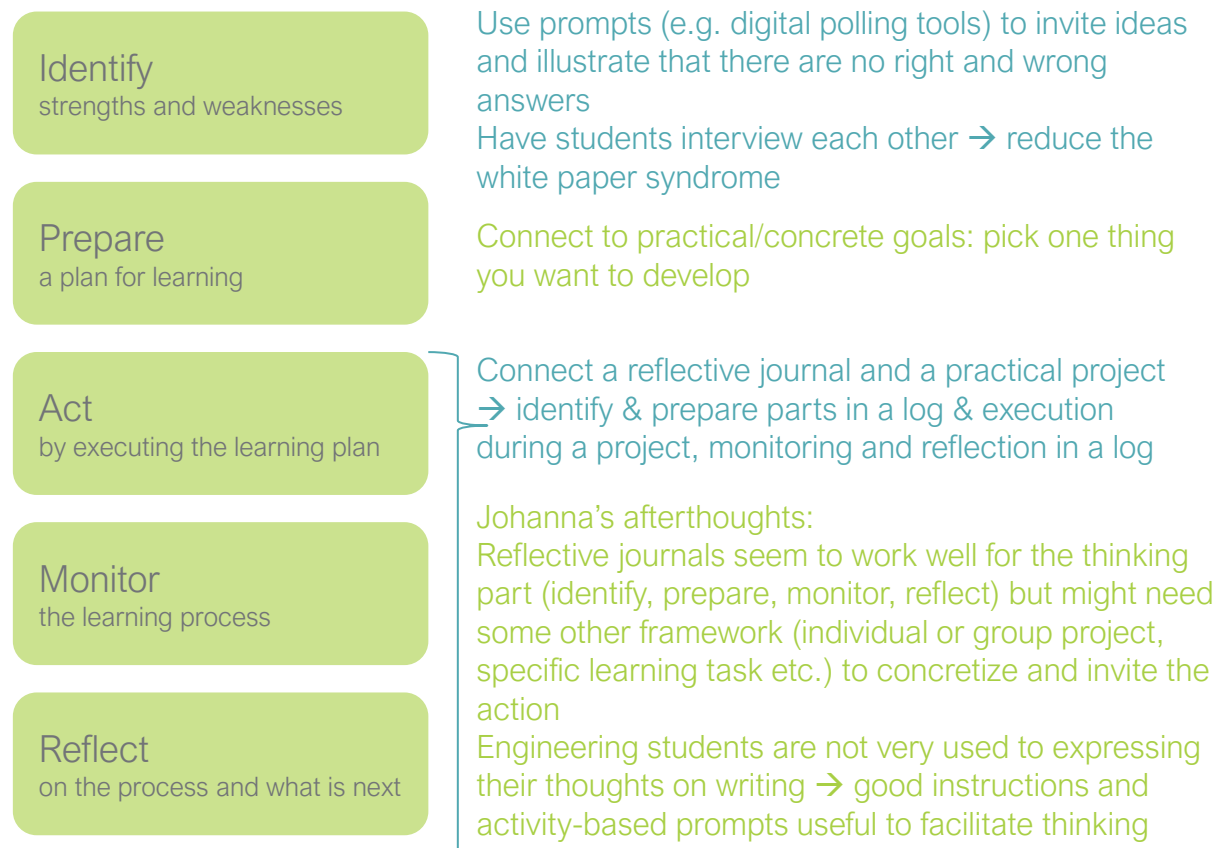 Identify
strengths and weaknesses
Use prompts (e.g. digital polling tools) to invite ideas
and illustrate that there are no right and wrong
answers
Have students interview each other → reduce the
white paper syndrome
Prepare
a plan for learning
Connect to practical/concrete goals: pick one thing
you want to develop
Act
by executing the learning plan
Connect a reflective journal and a practical project
→ identify & prepare parts in a log & execution
during a project, monitoring and reflection in a log
Monitor
the learning process
Reflect
on the process and what is next
Johanna's afterthoughts:
Reflective journals seem to work well for the thinking
part (identify, prepare, monitor, reflect) but might need
some other framework (individual or group project,
specific learning task etc.) to concretize and invite the
action
Engineering students are not very used to expressing
their thoughts on writing → good instructions and
activity-based prompts useful to facilitate thinking